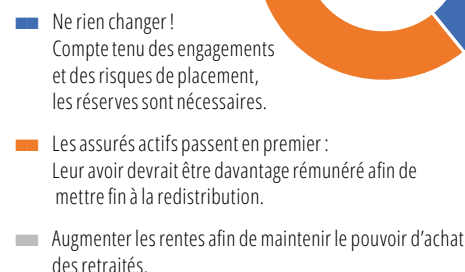 Ne rien changer !
Compte tenu des engagements
et des risques de placement,
les réserves sont nécessaires.
Les assurés actifs passent en premier :
Leur avoir devrait être davantage rémunéré afin de
mettre fin à la redistribution.
Augmenter les rentes afin de maintenir le pouvoir d’achat
des retraités.